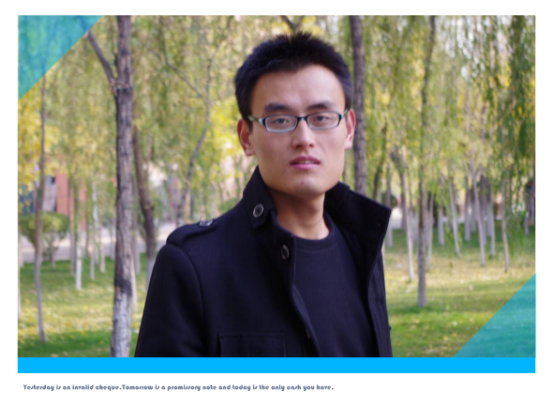 Yesterday is an invalid cheque.Tomorrow is a promissory note and today is the only cash you have.